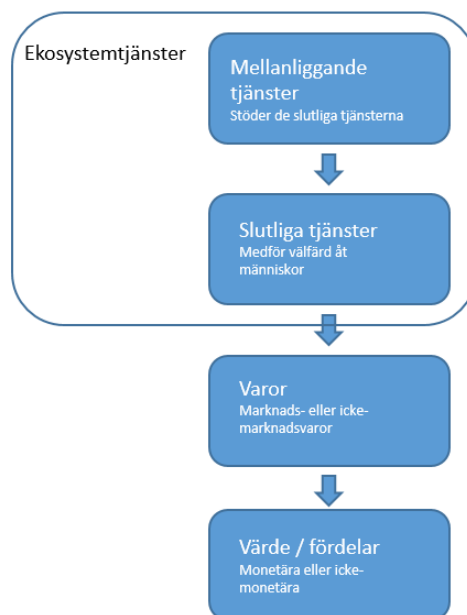 Ekosystemtjänster
Mellanliggande
tjänster
Stöder de slutliga tjänsterna
Slutliga tjänster
Medför välfärd åt
människor
Varor
Marknads- eller icke-
marknadsvaror
Värde / fördelar
Monetära eller icke-
monetära